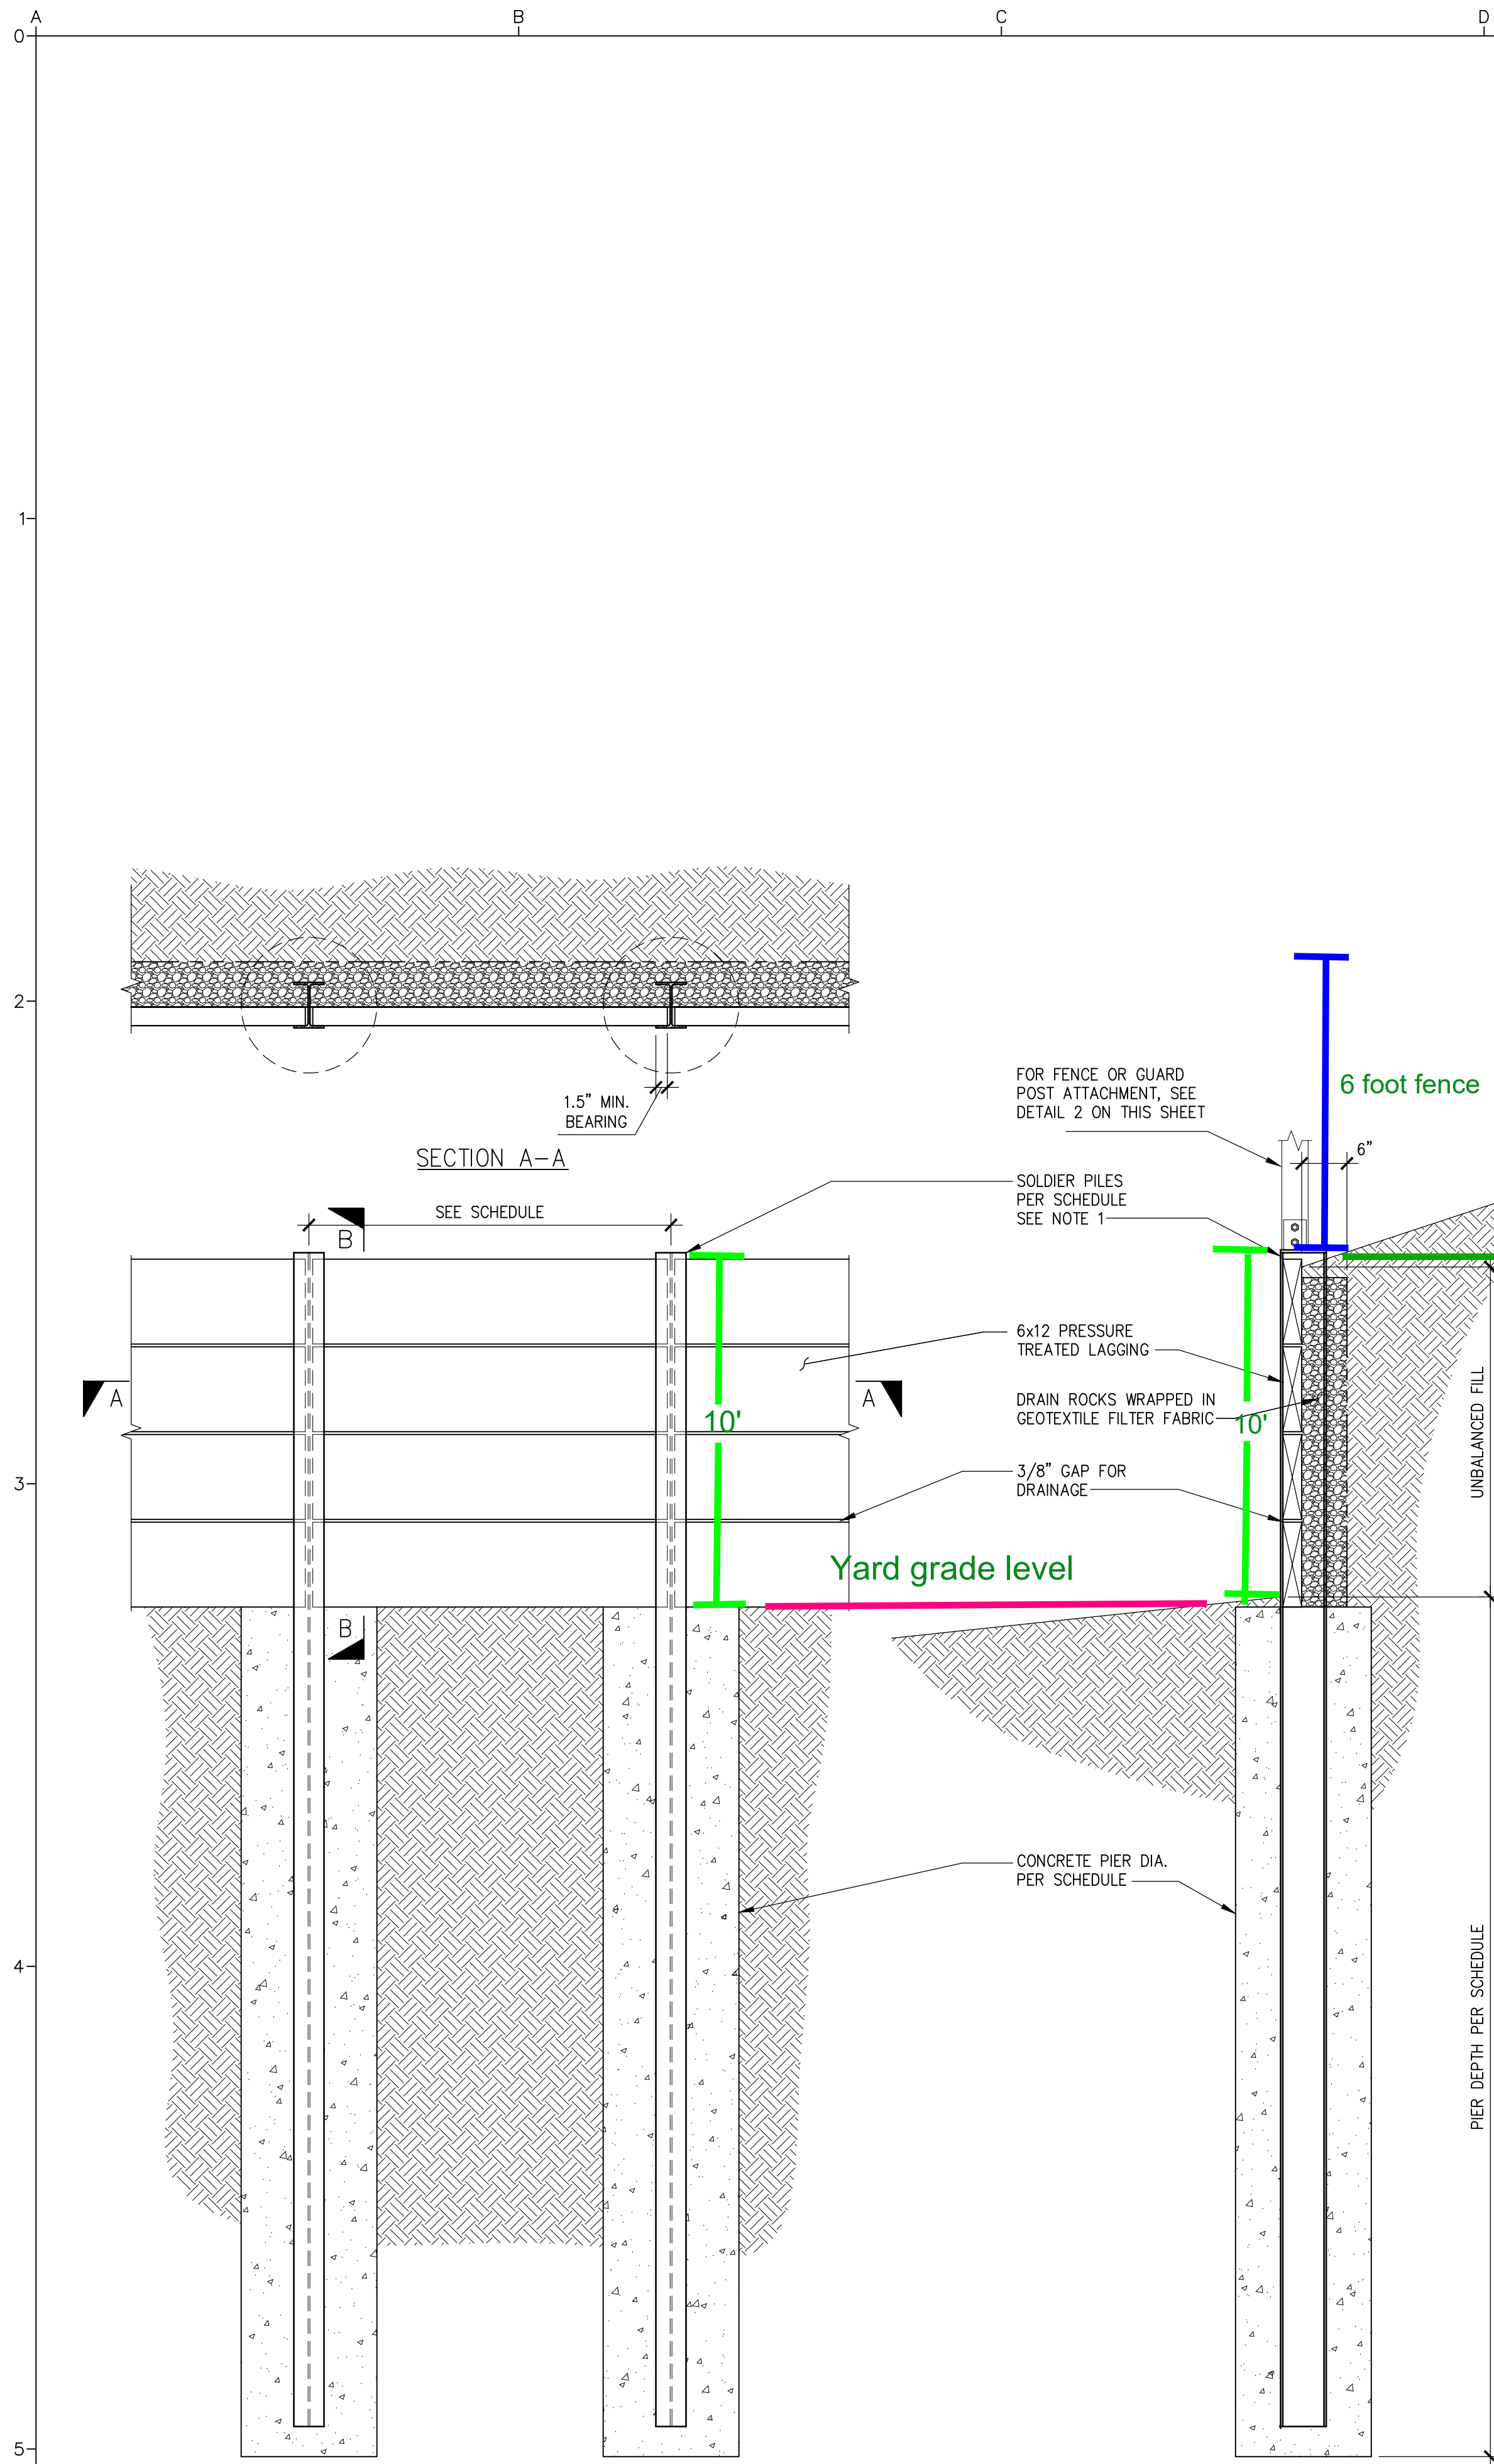 A
B
C
D
0
1
2
3
4
5
1.5" MIN.
BEARING
SECTION A-A
FOR FENCE OR GUARD
POST ATTACHMENT, SEE
DETAIL 2 ON THIS SHEET
6 foot fence
6"
SOLDIER PILES
PER SCHEDULE
SEE NOTE 1
SEE SCHEDULE
B
6x12 PRESSURE
TREATED LAGGING
A
A
DRAIN ROCKS WRAPPED IN
GEOTEXTILE FILTER FABRIC
10'
10'
UNBALANCED FILL
3/8" GAP FOR
DRAINAGE
Yard grade level
B
CONCRETE PIER DIA.
PER SCHEDULE
PIER DEPTH PER SCHEDULE